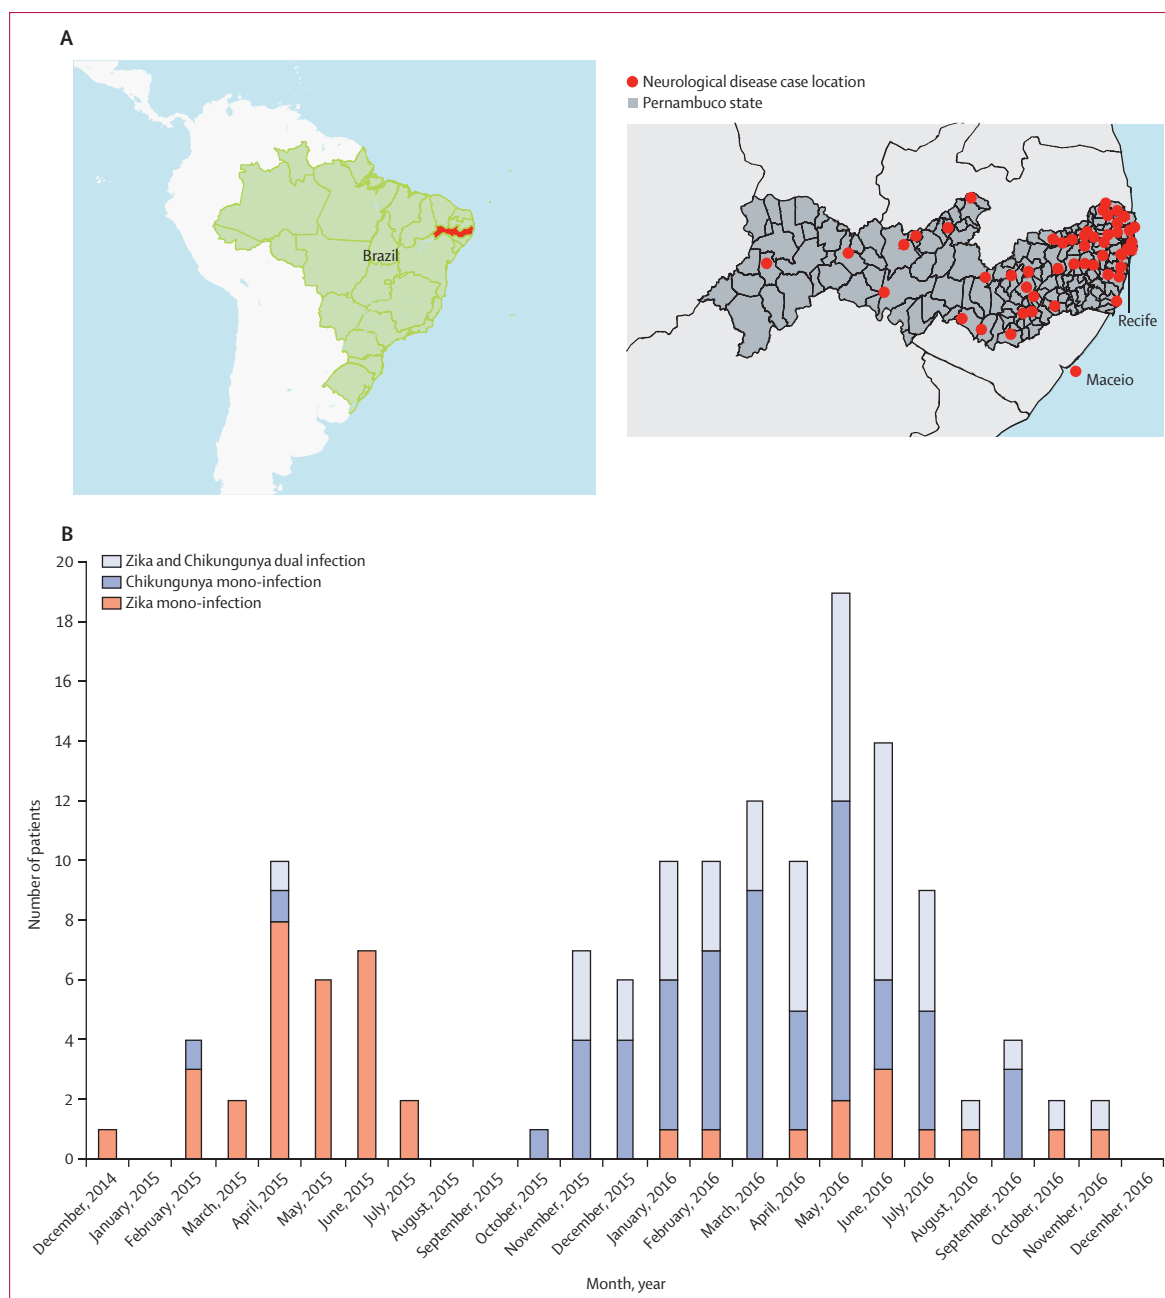 A
Brazil
Neurological disease case location
Pernambuco state
Recife
Maceio
B
Zika and Chikungunya dual infection
Chikungunya mono-infection
Zika mono-infection
20
18
16
14
12
10
8
6
4
2
0
Number of patients
December, 2014
January, 2015
February, 2015
March, 2015
April, 2015
May, 2015
June, 2015
July, 2015
August, 2015
September, 2015
October, 2015
November, 2015
December, 2015
January, 2016
February, 2016
March, 2016
April, 2016
May, 2016
June, 2016
July, 2016
August, 2016
September, 2016
October, 2016
November, 2016
December, 2016
Month, year